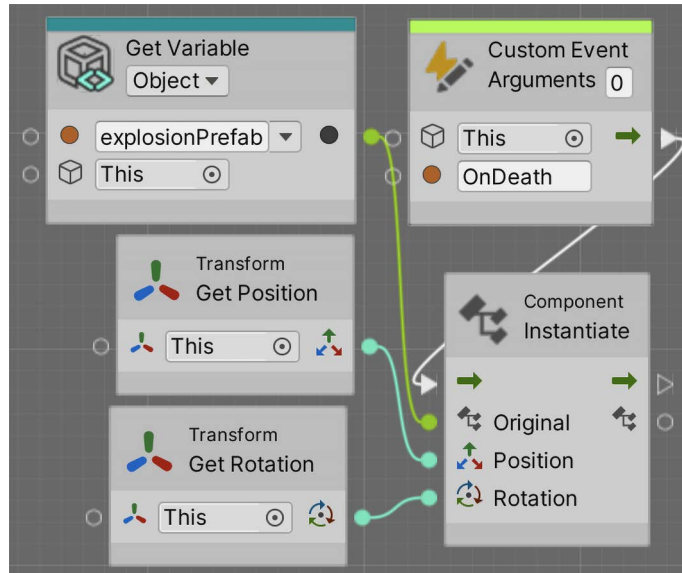 Get Variable
Object
explosionPrefab
This
Custom Event
Arguments 0
This
OnDeath
Transform
Get Position
This
Transform
Get Rotation
This
Component
Instantiate
Original
Position
Rotation